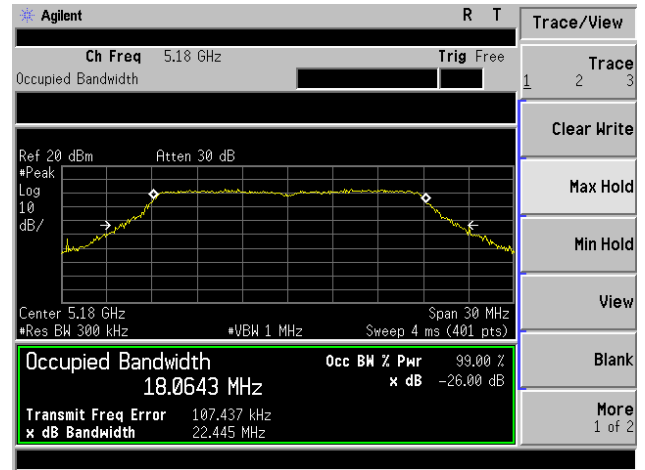 Agilent R T
Ch Freq 5.18 GHz Trig Free
Occupied Bandwidth
Ref 20 dBm Atten 30 dB
#Peak
Log
10
dB/
Center 5.18 GHz Span 30 MHz
#Res BW 300 kHz #VBW 1 MHz Sweep 4 ms (401 pts)
Occupied Bandwidth Occ BW % Pwr 99.00 %
18.0643 MHz x dB -26.00 dB
Transmit Freq Error 107.437 kHz
x dB Bandwidth 22.445 MHz
Trace/View
Trace
1 2 3
Clear Write
Max Hold
Min Hold
View
Blank
More
1 of 2